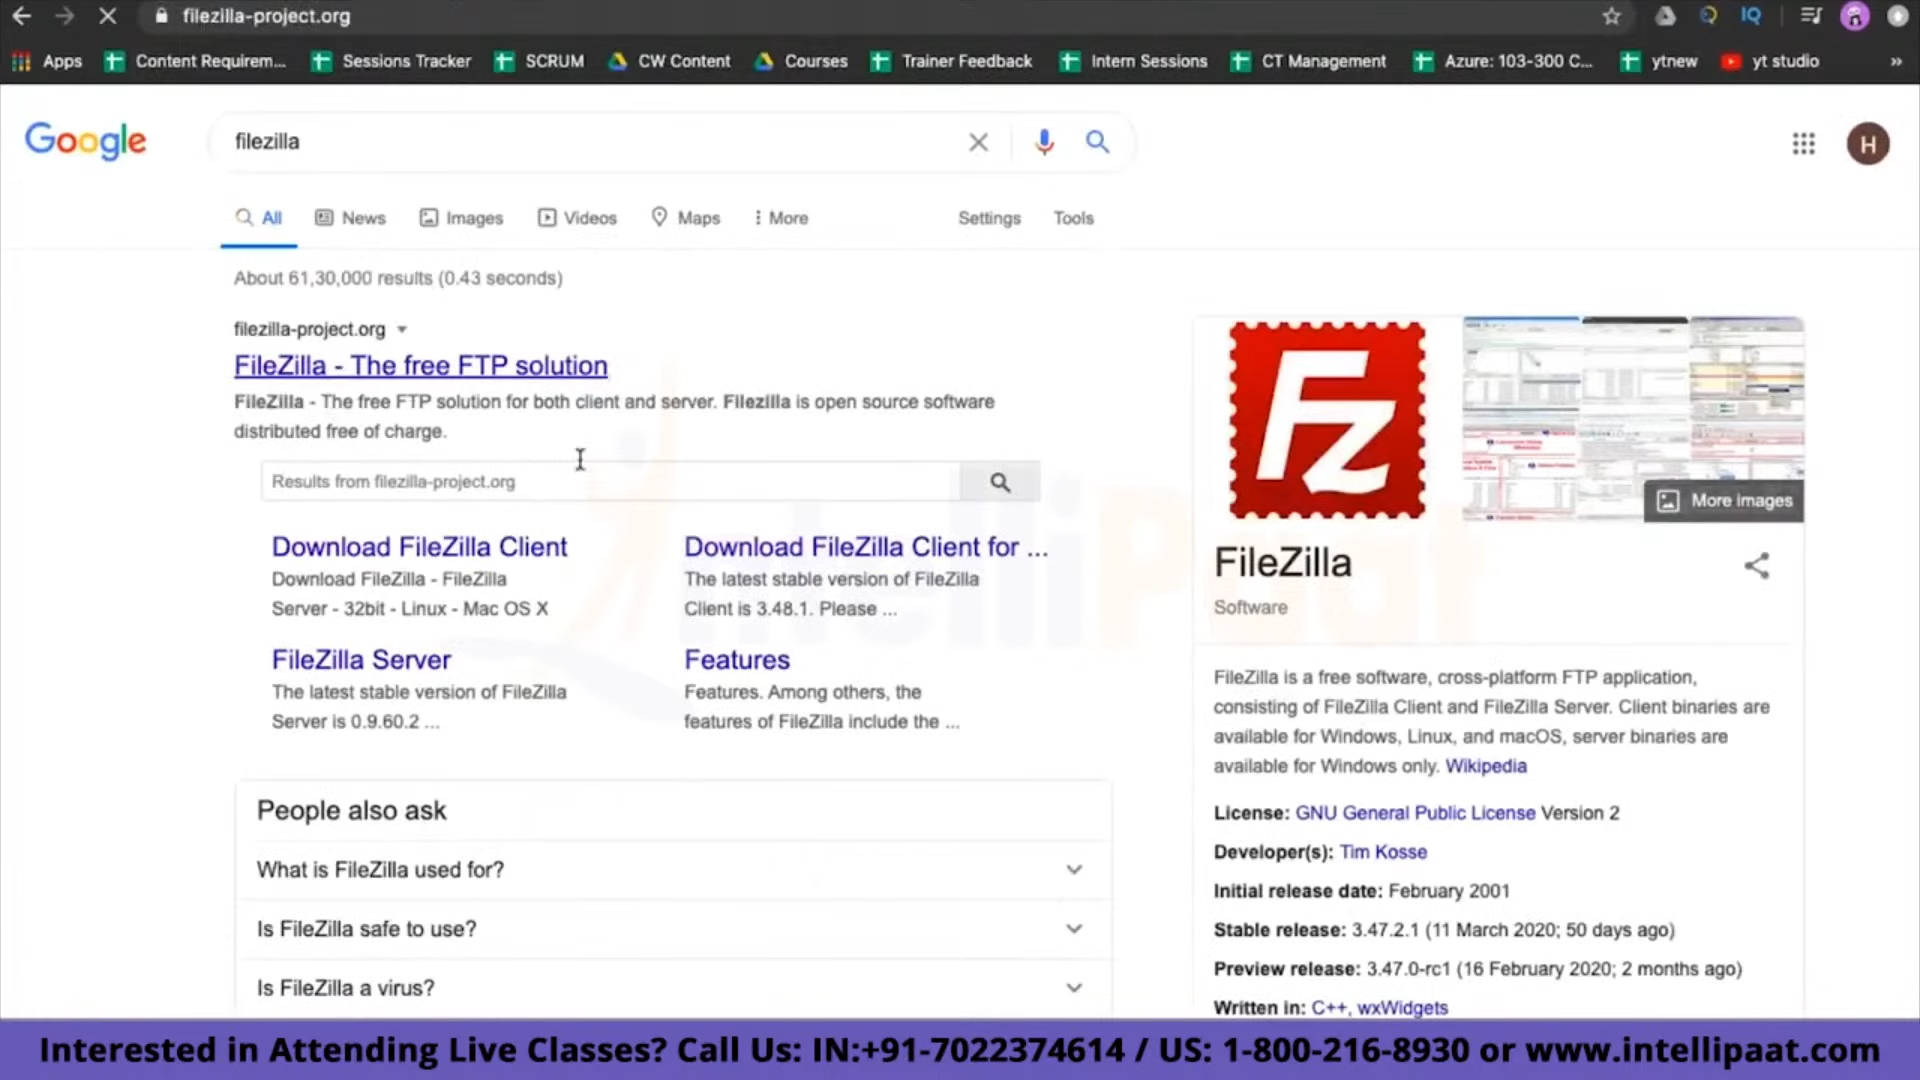 filezilla-project.org
Apps Content Requirem... Sessions Tracker SCRUM CW Content Courses Trainer Feedback Intern Sessions CT Management Azure: 103-300 C... ytnew yt studio »
Google filezilla H
All News Images Videos Maps More Settings Tools
About 61,30,000 results (0.43 seconds)
filezilla-project.org
FileZilla - The free FTP solution
FileZilla - The free FTP solution for both client and server. Filezilla is open source software
distributed free of charge.
Results from filezilla-project.org
Download FileZilla Client
Download FileZilla - FileZilla
Server - 32bit - Linux - Mac OS X
Download FileZilla Client for ...
The latest stable version of FileZilla
Client is 3.48.1. Please ...
FileZilla Server
The latest stable version of FileZilla
Server is 0.9.60.2 ...
Features
Features. Among others, the
features of FileZilla include the ...
People also ask
What is FileZilla used for?
Is FileZilla safe to use?
Is FileZilla a virus?
Fz
More images
FileZilla
Software
FileZilla is a free software, cross-platform FTP application,
consisting of FileZilla Client and FileZilla Server. Client binaries are
available for Windows, Linux, and macOS, server binaries are
available for Windows only. Wikipedia
License: GNU General Public License Version 2
Developer(s): Tim Kosse
Initial release date: February 2001
Stable release: 3.47.2.1 (11 March 2020; 50 days ago)
Preview release: 3.47.0-rc1 (16 February 2020; 2 months ago)
Written in: C++, wxWidgets
IntelliPaat
Interested in Attending Live Classes? Call Us: IN:+91-7022374614 / US: 1-800-216-8930 or www.intellipaat.com